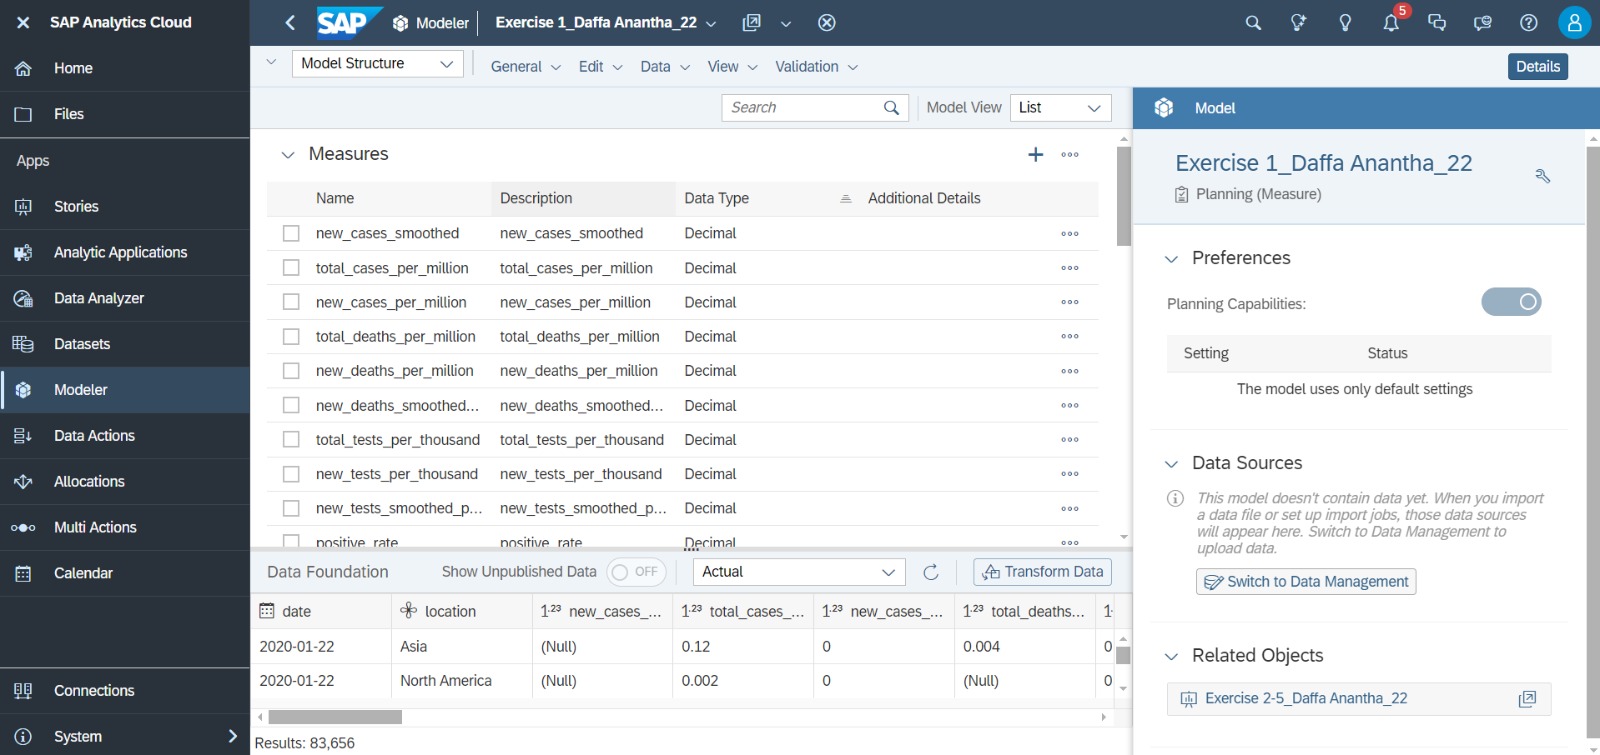 SAP Analytics Cloud
Home
Files
Apps
Stories
Analytic Applications
Data Analyzer
Datasets
Modeler
Data Actions
Allocations
Multi Actions
Calendar
Connections
System
SAP Modeler Exercise 1_Daffa Anantha_22
5
Model Structure General Edit Data View Validation Details
Search Model View List
Measures
Name Description Data Type Additional Details
new_cases_smoothed new_cases_smoothed Decimal
total_cases_per_million total_cases_per_million Decimal
new_cases_per_million new_cases_per_million Decimal
total_deaths_per_million total_deaths_per_million Decimal
new_deaths_per_million new_deaths_per_million Decimal
new_deaths_smoothed... new_deaths_smoothed... Decimal
total_tests_per_thousand total_tests_per_thousand Decimal
new_tests_per_thousand new_tests_per_thousand Decimal
new_tests_smoothed_p... new_tests_smoothed_p... Decimal
positive_rate positive_rate Decimal
Data Foundation Show Unpublished Data OFF Actual Transform Data
date location 1.23 new_cases_... 1.23 total_cases_... 1.23 new_cases_... 1.23 total_deaths... 1.
2020-01-22 Asia (Null) 0.12 0 0.004 0
2020-01-22 North America (Null) 0.002 0 (Null) 0
Results: 83,656
Model
Exercise 1_Daffa Anantha_22
Planning (Measure)
Preferences
Planning Capabilities:
Setting Status
The model uses only default settings
Data Sources
This model doesn't contain data yet. When you import
a data file or set up import jobs, those data sources
will appear here. Switch to Data Management to
upload data.
Switch to Data Management
Related Objects
Exercise 2-5_Daffa Anantha_22